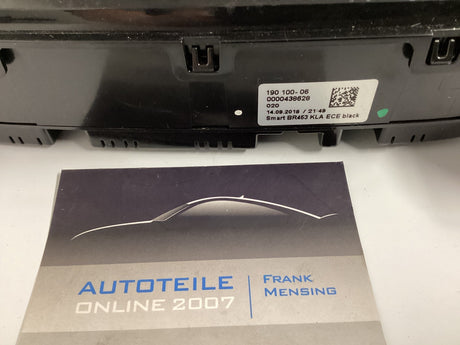 190 100-06
0000438628
020
14.09.2018 / 21:49
Smart BR453 KLA ECE black
AUTOTEILE
ONLINE 2007
FRANK
MENSING